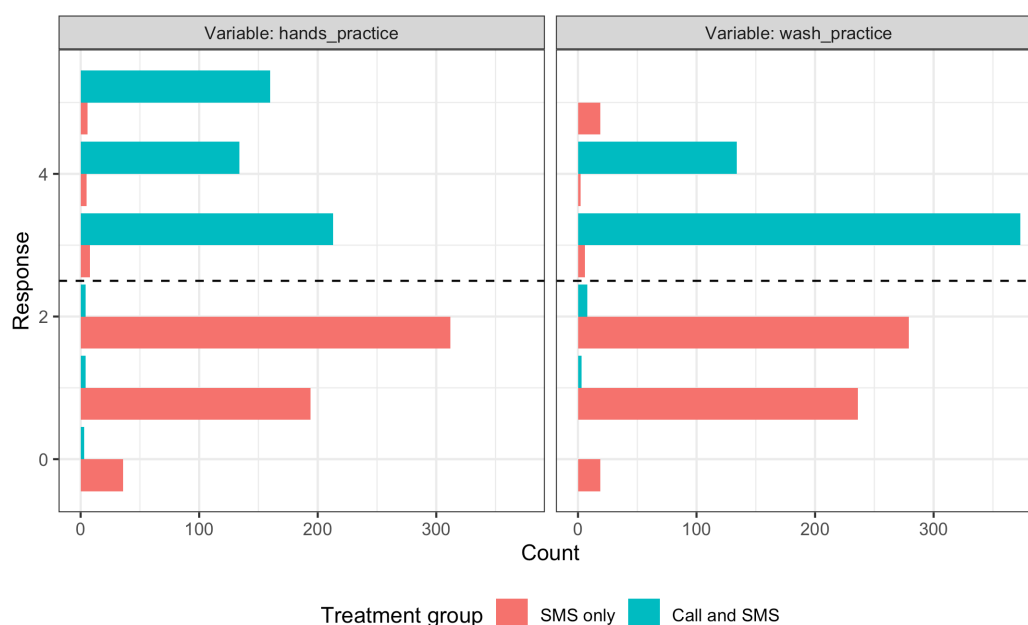 Variable: hands_practice
Variable: wash_practice
Response
4
2
0
0 100 200 300
0 100 200 300
Count
Treatment group SMS only Call and SMS